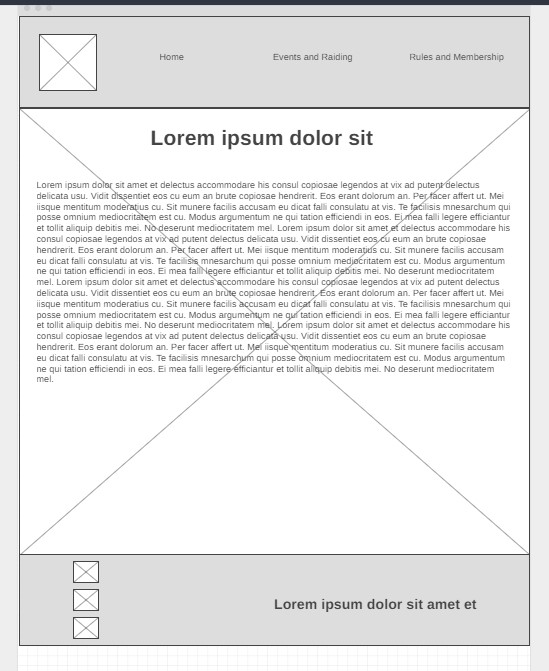 Home
Events and Raiding
Rules and Membership
Lorem ipsum dolor sit
Lorem ipsum dolor sit amet et delectus accommodare his consul copiosae legendos at vix ad putent delectus
delicatu usu. Vidit dissentiet eos cu eum an brute copiosae hendrerit. Eos erant dolorum an. Per facer affert ut. Mei
iisque mentitum moderatius cu. Sit munere facilis accusam eu dicat falli consulatu at vis. Te facilisis mnesarchum qui
posse omnium mediocritatem est cu. Modus argumentum ne qui tation efficiendi in eos. Ei mea falli legere efficiantur
et tollit aliquip debitis mei. No deserunt mediocritatem mel. Lorem ipsum dolor sit amet et delectus accommodare his
consul copiosae legendos at vix ad putent delectus delicatu usu. Vidit dissentiet eos cu eum an brute copiosae
hendrerit. Eos erant dolorum an. Per facer affert ut. Mei iisque mentitum moderatius cu. Sit munere facilis accusam
eu dicat falli consulatu at vis. Te facilisis mnesarchum qui posse omnium mediocritatem est cu. Modus argumentum
ne qui tation efficiendi in eos. Ei mea falli legere efficiantur et tollit aliquip debitis mei. No deserunt mediocritatem
mel. Lorem ipsum dolor sit amet et delectus accommodare his consul copiosae legendos at vix ad putent delectus
delicatu usu. Vidit dissentiet eos cu eum an brute copiosae hendrerit. Eos erant dolorum an. Per facer affert ut. Mei
iisque mentitum moderatius cu. Sit munere facilis accusam eu dicat falli consulatu at vis. Te facilisis mnesarchum qui
posse omnium mediocritatem est cu. Modus argumentum ne qui tation efficiendi in eos. Ei mea falli legere efficiantur
et tollit aliquip debitis mei. No deserunt mediocritatem mel. Lorem ipsum dolor sit amet et delectus accommodare his
consul copiosae legendos at vix ad putent delectus delicatu usu. Vidit dissentiet eos cu eum an brute copiosae
hendrerit. Eos erant dolorum an. Per facer affert ut. Mei iisque mentitum moderatius cu. Sit munere facilis accusam
eu dicat falli consulatu at vis. Te facilisis mnesarchum qui posse omnium mediocritatem est cu. Modus argumentum
ne qui tation efficiendi in eos. Ei mea falli legere efficiantur et tollit aliquip debitis mei. No deserunt mediocritatem
mel.
Lorem ipsum dolor sit amet et